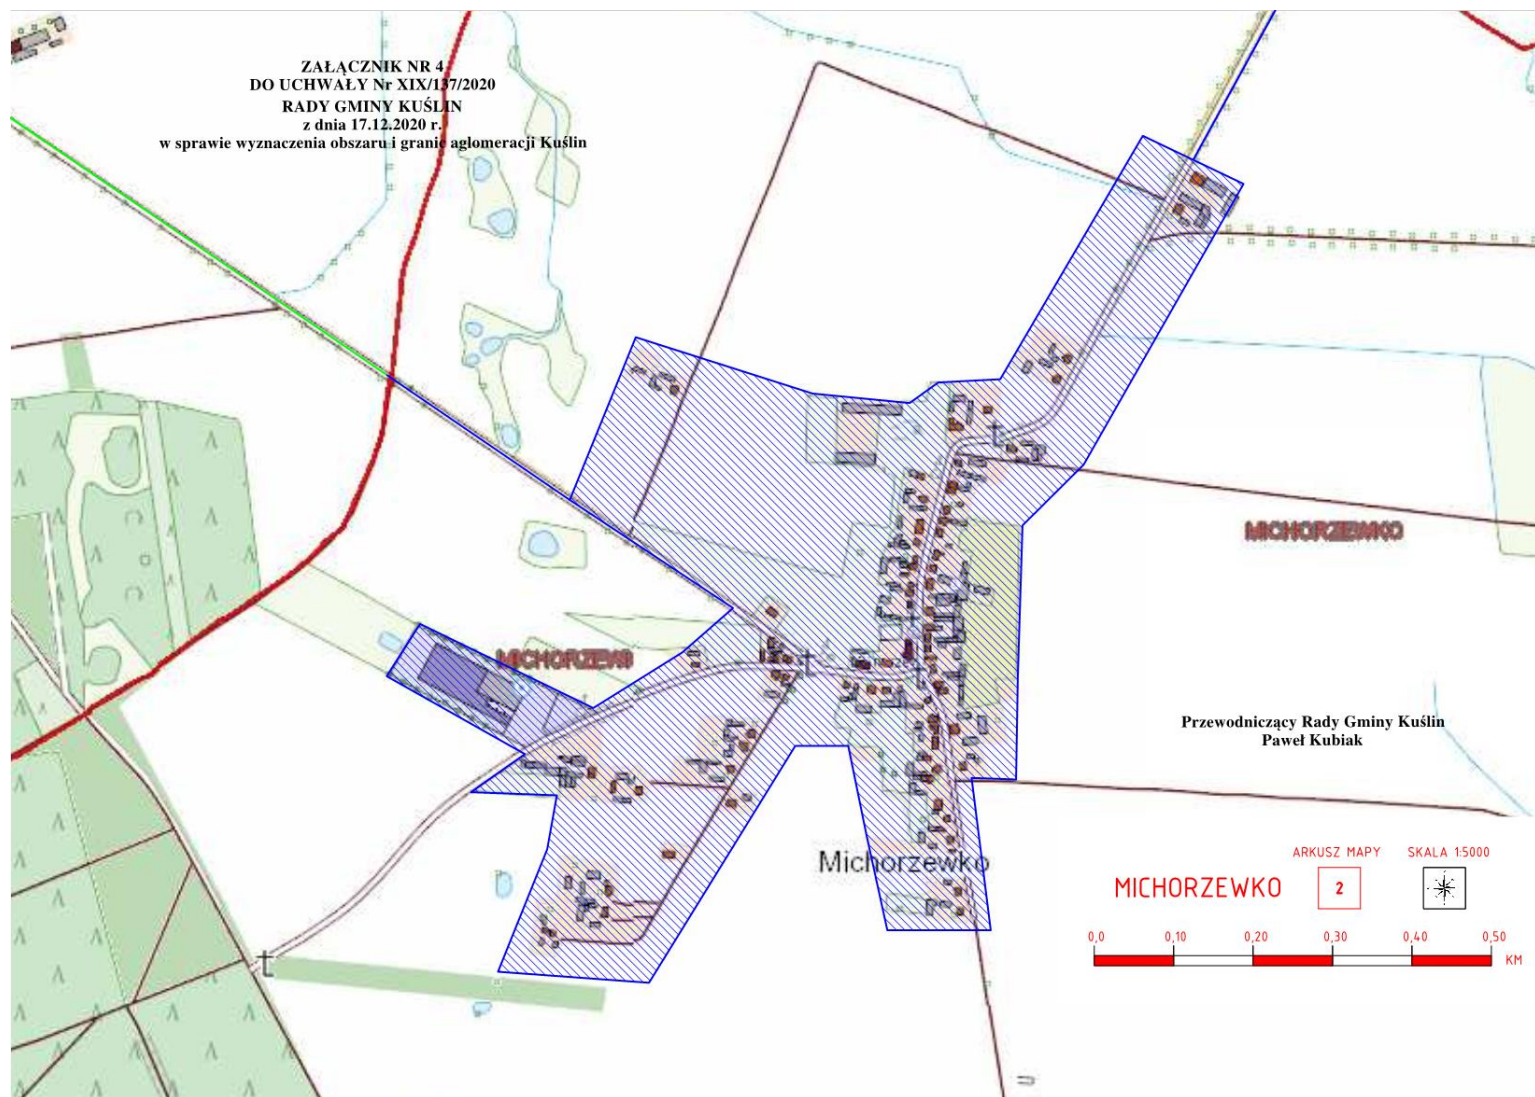 ZAŁĄCZNIK NR 4
DO UCHWAŁY Nr XIX/137/2020
RADY GMINY KUŚLIN
z dnia 17.12.2020 r.
w sprawie wyznaczenia obszaru i granic aglomeracji Kuślin
MICHORZEWKO
MICHORZEWO
Przewodniczący Rady Gminy Kuślin
Paweł Kubiak
Michorzewko
ARKUSZ MAPY SKALA 1:5000
MICHORZEWKO 2
0,0 0,10 0,20 0,30 0,40 0,50
KM